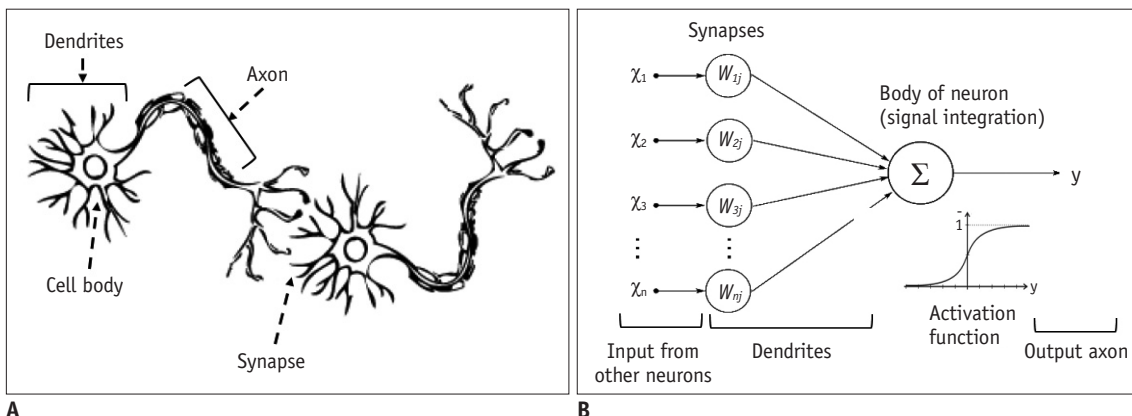 Dendrites
Axon
Cell body
Synapse
A
Synapses
χ1
W1j
χ2
W2j
χ3
W3j
χn
Wnj
Body of neuron
(signal integration)
Σ
y
1
y
Activation
function
Input from
other neurons
Dendrites
Output axon
B